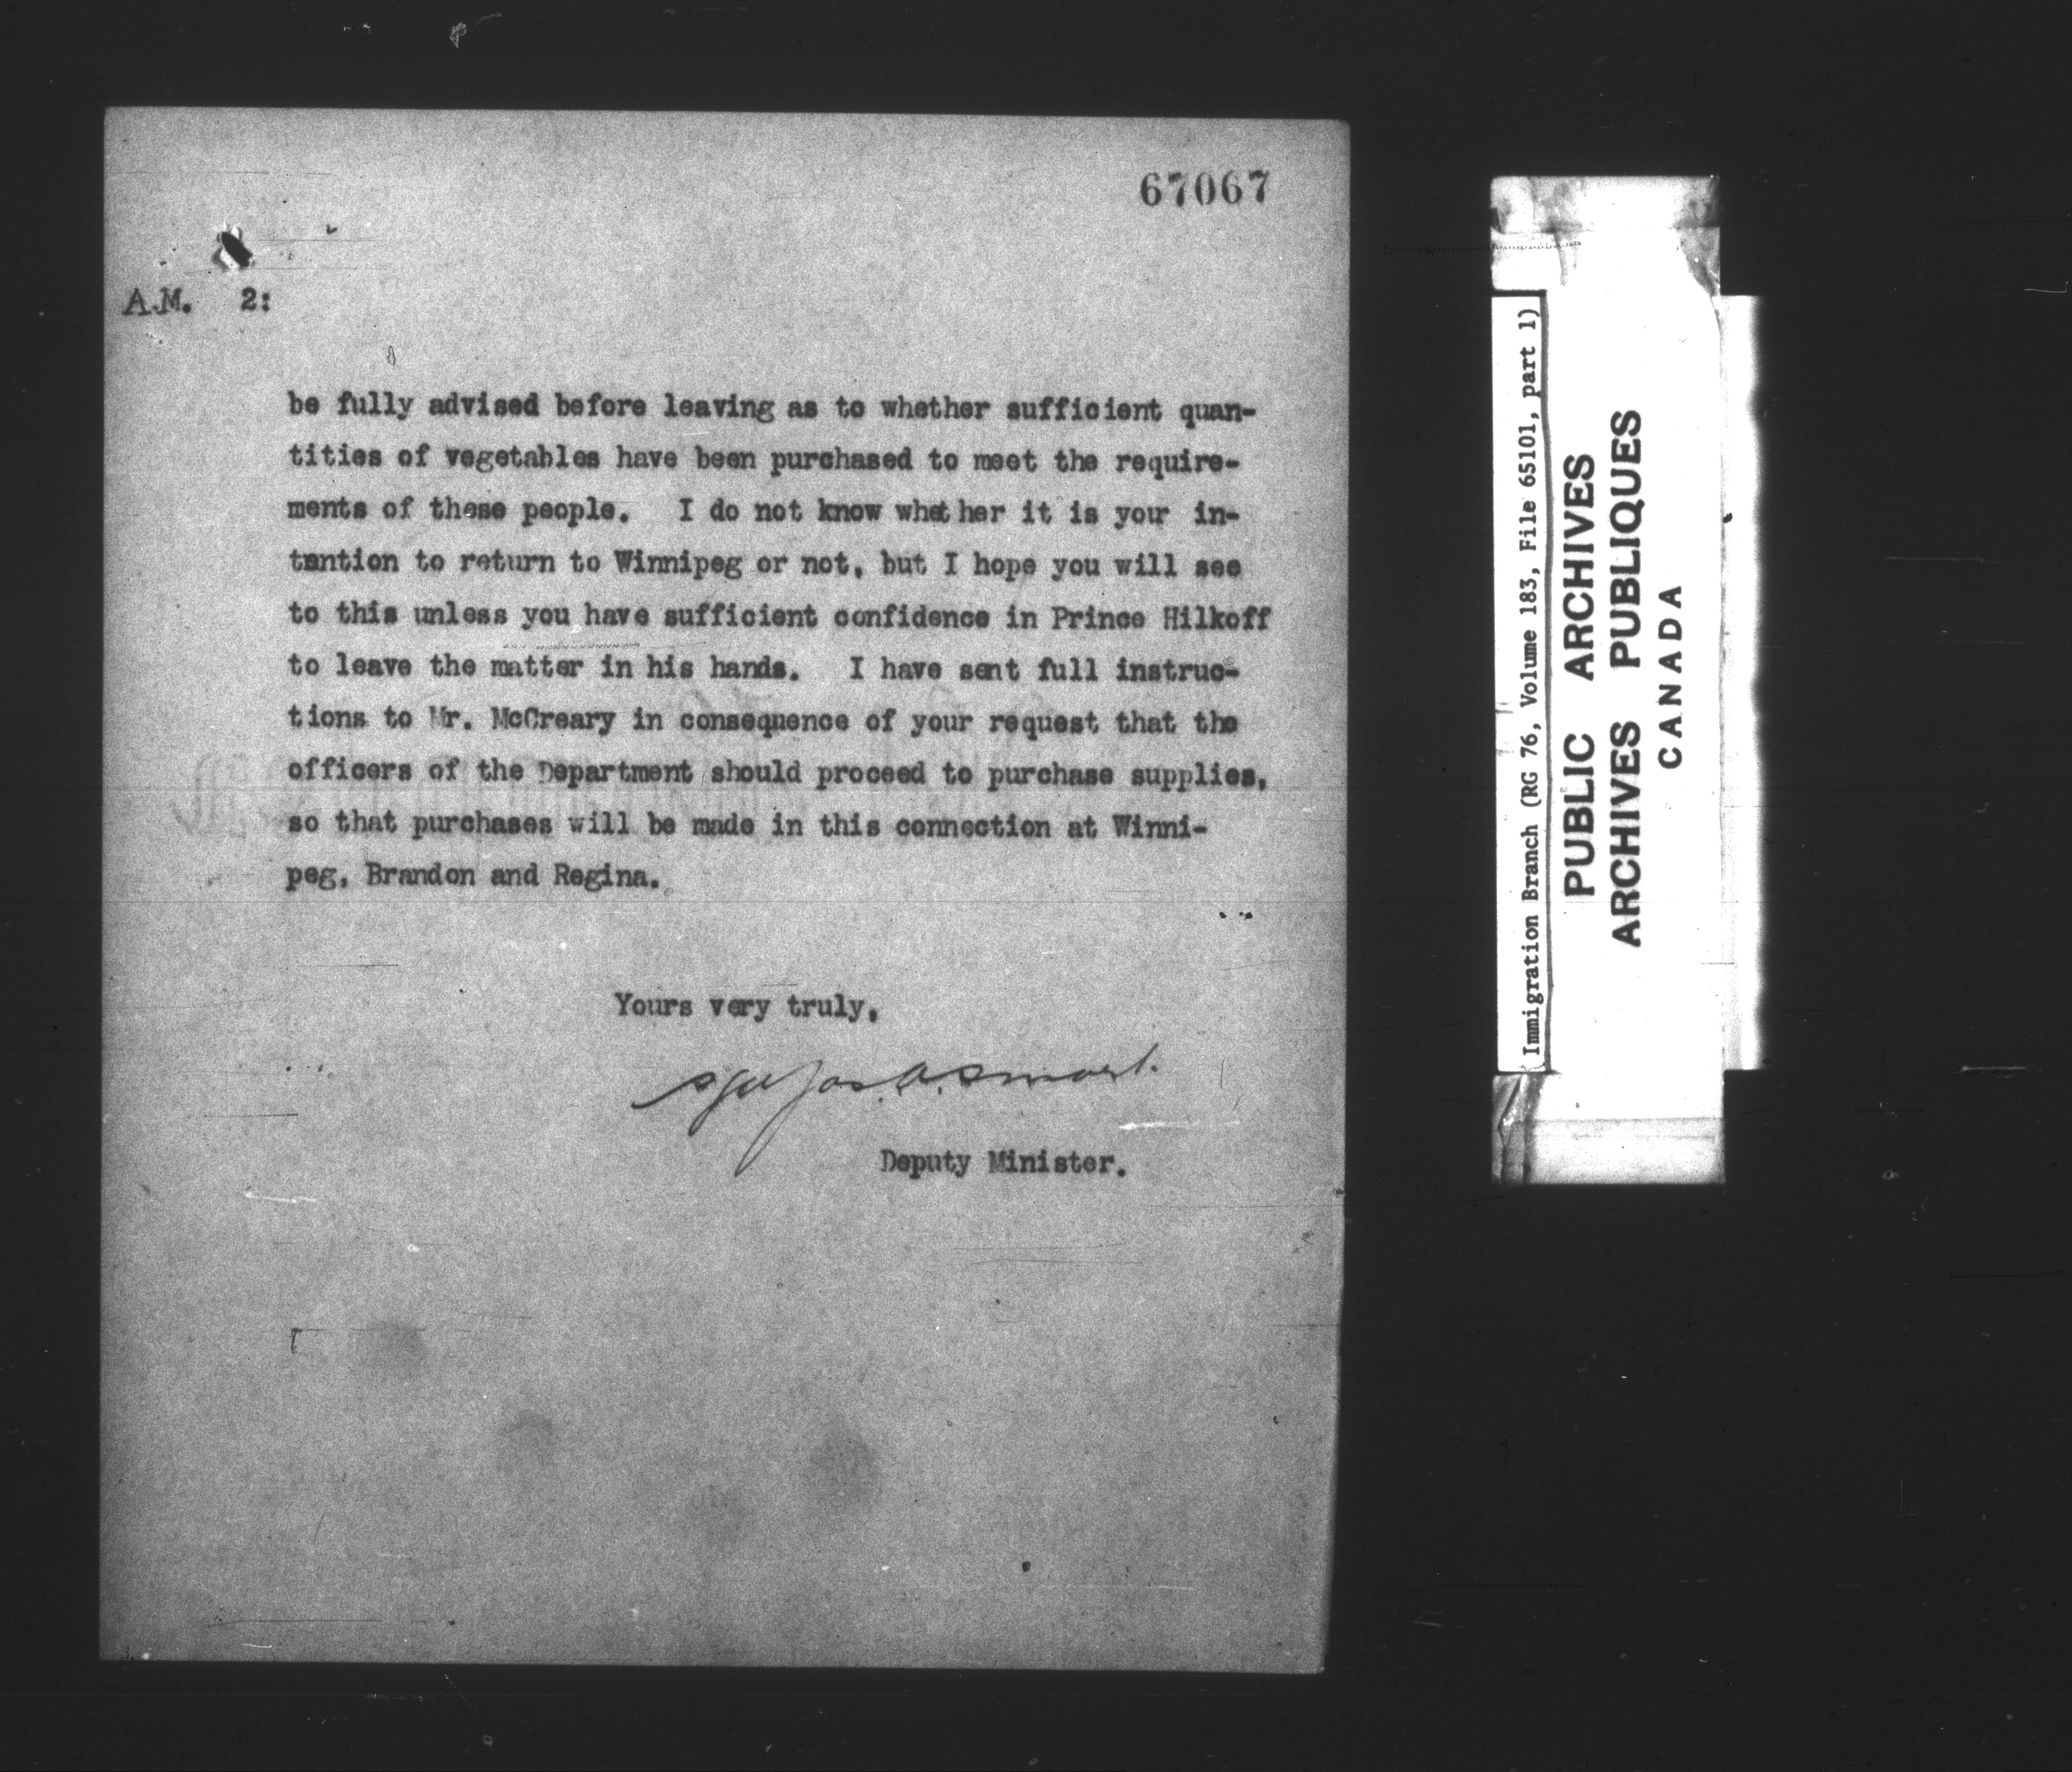 67067
A.M. 2:
be fully advised before leaving as to whether sufficient quan-
tities of vegetables have been purchased to meet the require-
ments of these people. I do not know whether it is your in-
tention to return to Winnipeg or not, but I hope you will see
to this unless you have sufficient confidence in Prince Hilkoff
to leave the matter in his hands. I have sent full instruc-
tions to Mr. McCreary in consequence of your request that the
officers of the Department should proceed to purchase supplies,
so that purchases will be made in this connection at Winni-
peg, Brandon and Regina.
Yours very truly,
sgd Jas. A. Smart.
Deputy Minister.
(Immigration Branch (RG 76, Volume 183, File 65101, part 1)
PUBLIC ARCHIVES
ARCHIVES PUBLIQUES
CANADA